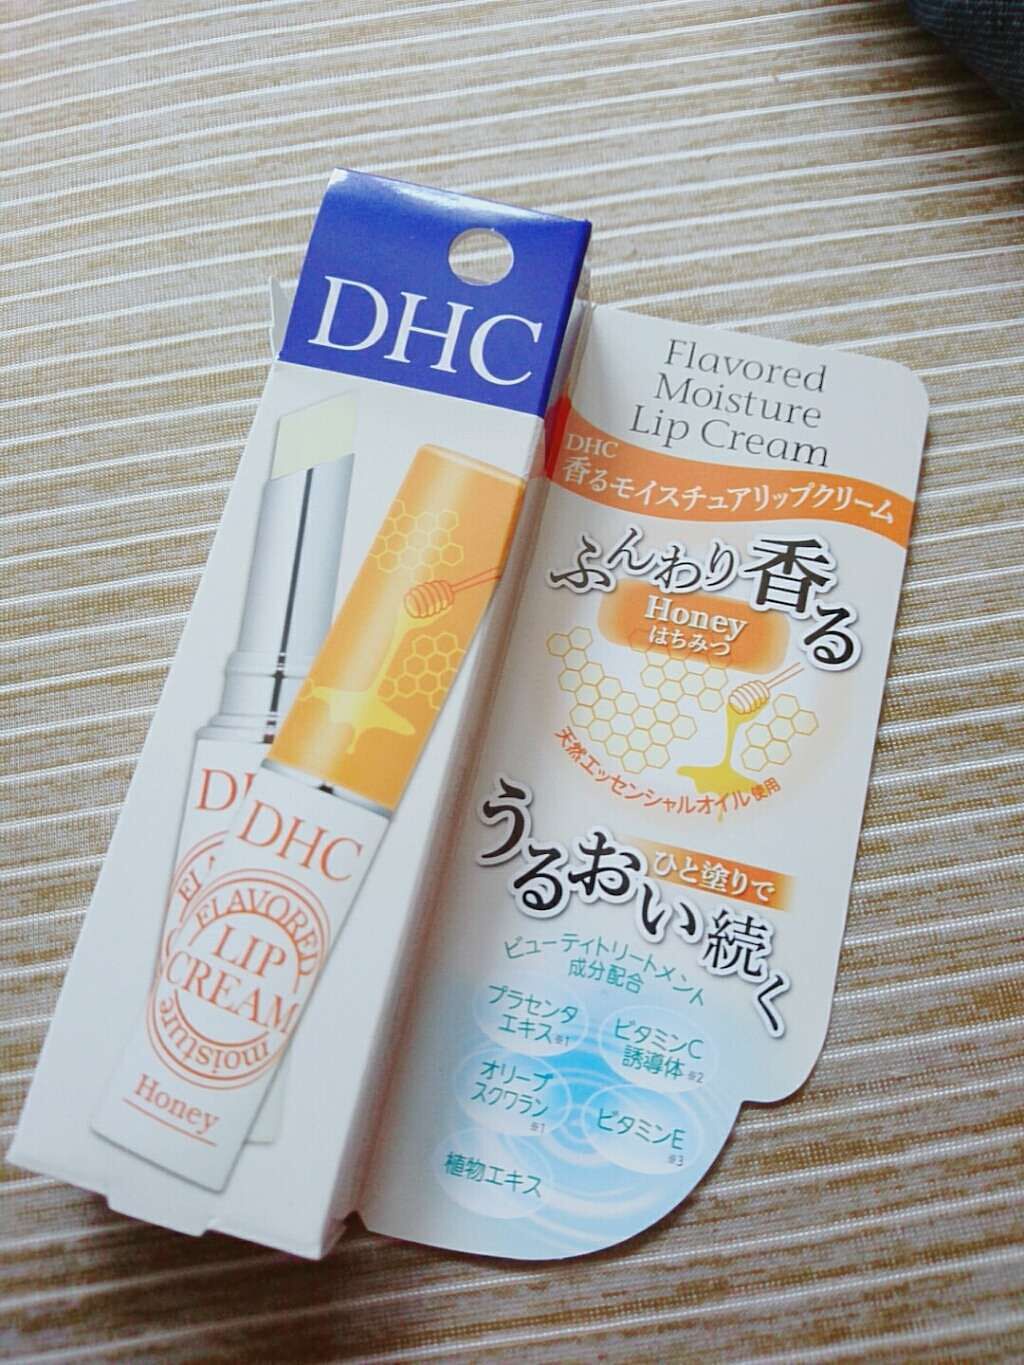 DHC
DHC
FLAVORED
LIP
CREAM
moisture
Honey
Flavored
Moisture
Lip Cream
DHC
香るモイスチュアリップクリーム
ふんわり香る
Honey
はちみつ
天然エッセンシャルオイル使用
ひと塗りで
うるおい続く
ビューティトリートメント
成分配合
プラセンタ
エキス※1
ビタミンC
誘導体※2
オリーブ
スクワラン
※1
ビタミンE
※3
植物エキス